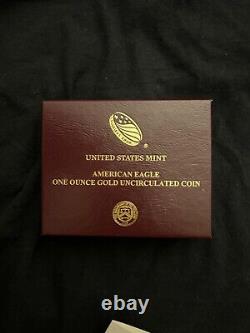 UNITED STATES MINT
AMERICAN EAGLE
ONE OUNCE GOLD UNCIRCULATED COIN